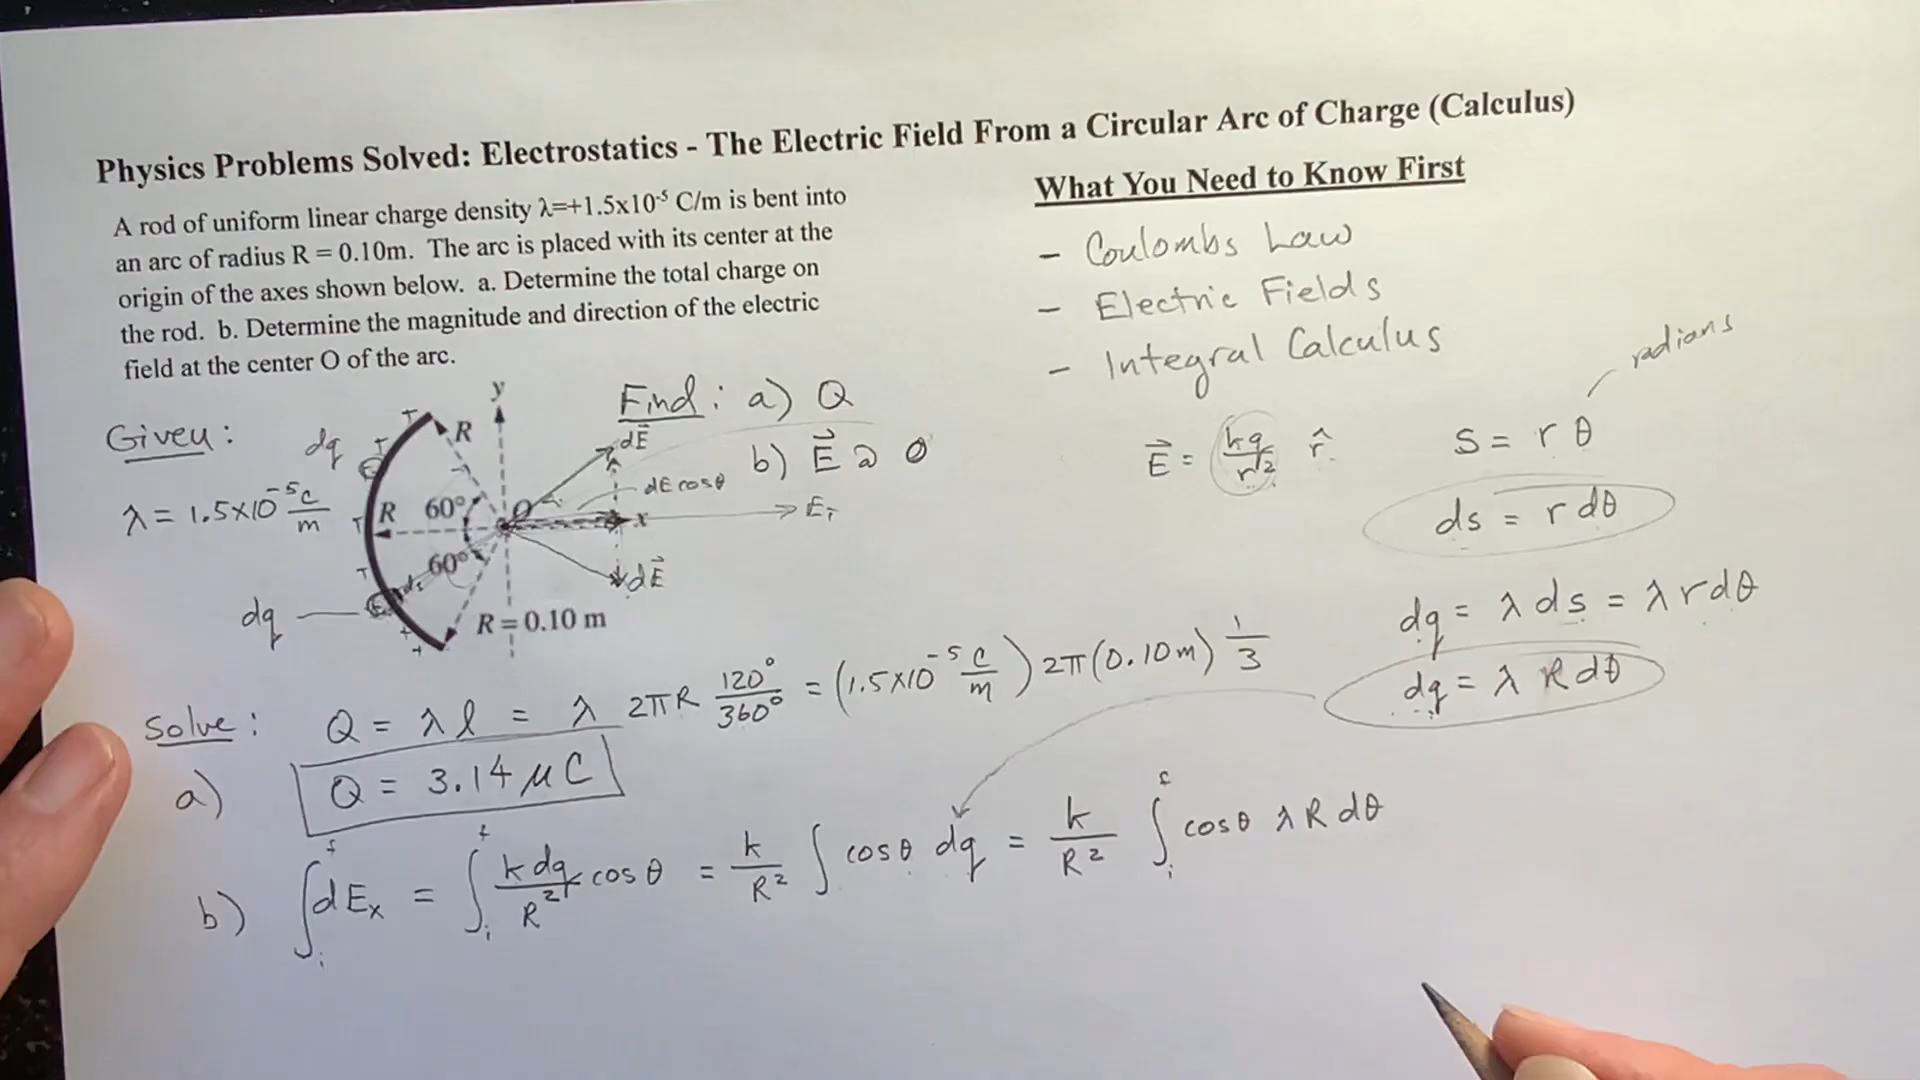 Physics Problems Solved: Electrostatics - The Electric Field From a Circular Arc of Charge (Calculus)
A rod of uniform linear charge density λ=+1.5x10⁻⁵ C/m is bent into
an arc of radius R = 0.10m. The arc is placed with its center at the
origin of the axes shown below. a. Determine the total charge on
the rod. b. Determine the magnitude and direction of the electric
field at the center O of the arc.
What You Need to Know First
- Coulombs Law
- Electric Fields
- Integral Calculus
radians
Given:
λ = 1.5x10⁻⁵ C/m
Find: a) Q
b) E⃗ @ O
y
R
R
60°
60°
O
x
R = 0.10 m
dq
dq
dE⃗
dE cosθ
E_T
dE⃗
+ + + + + +
E⃗ = kq/r² r̂
S = r θ
ds = r dθ
dq = λ ds = λ r dθ
dq = λ R dθ
Solve: Q = λ l = λ 2πR 120°/360° = (1.5x10⁻⁵ C/m) 2π(0.10m) 1/3
a) Q = 3.14 μC
b) ∫ᵢᶠ dEₓ = ∫ᵢᶠ k dq/R² cosθ = k/R² ∫ cosθ dq = k/R² ∫ᵢᶠ cosθ λ R dθ